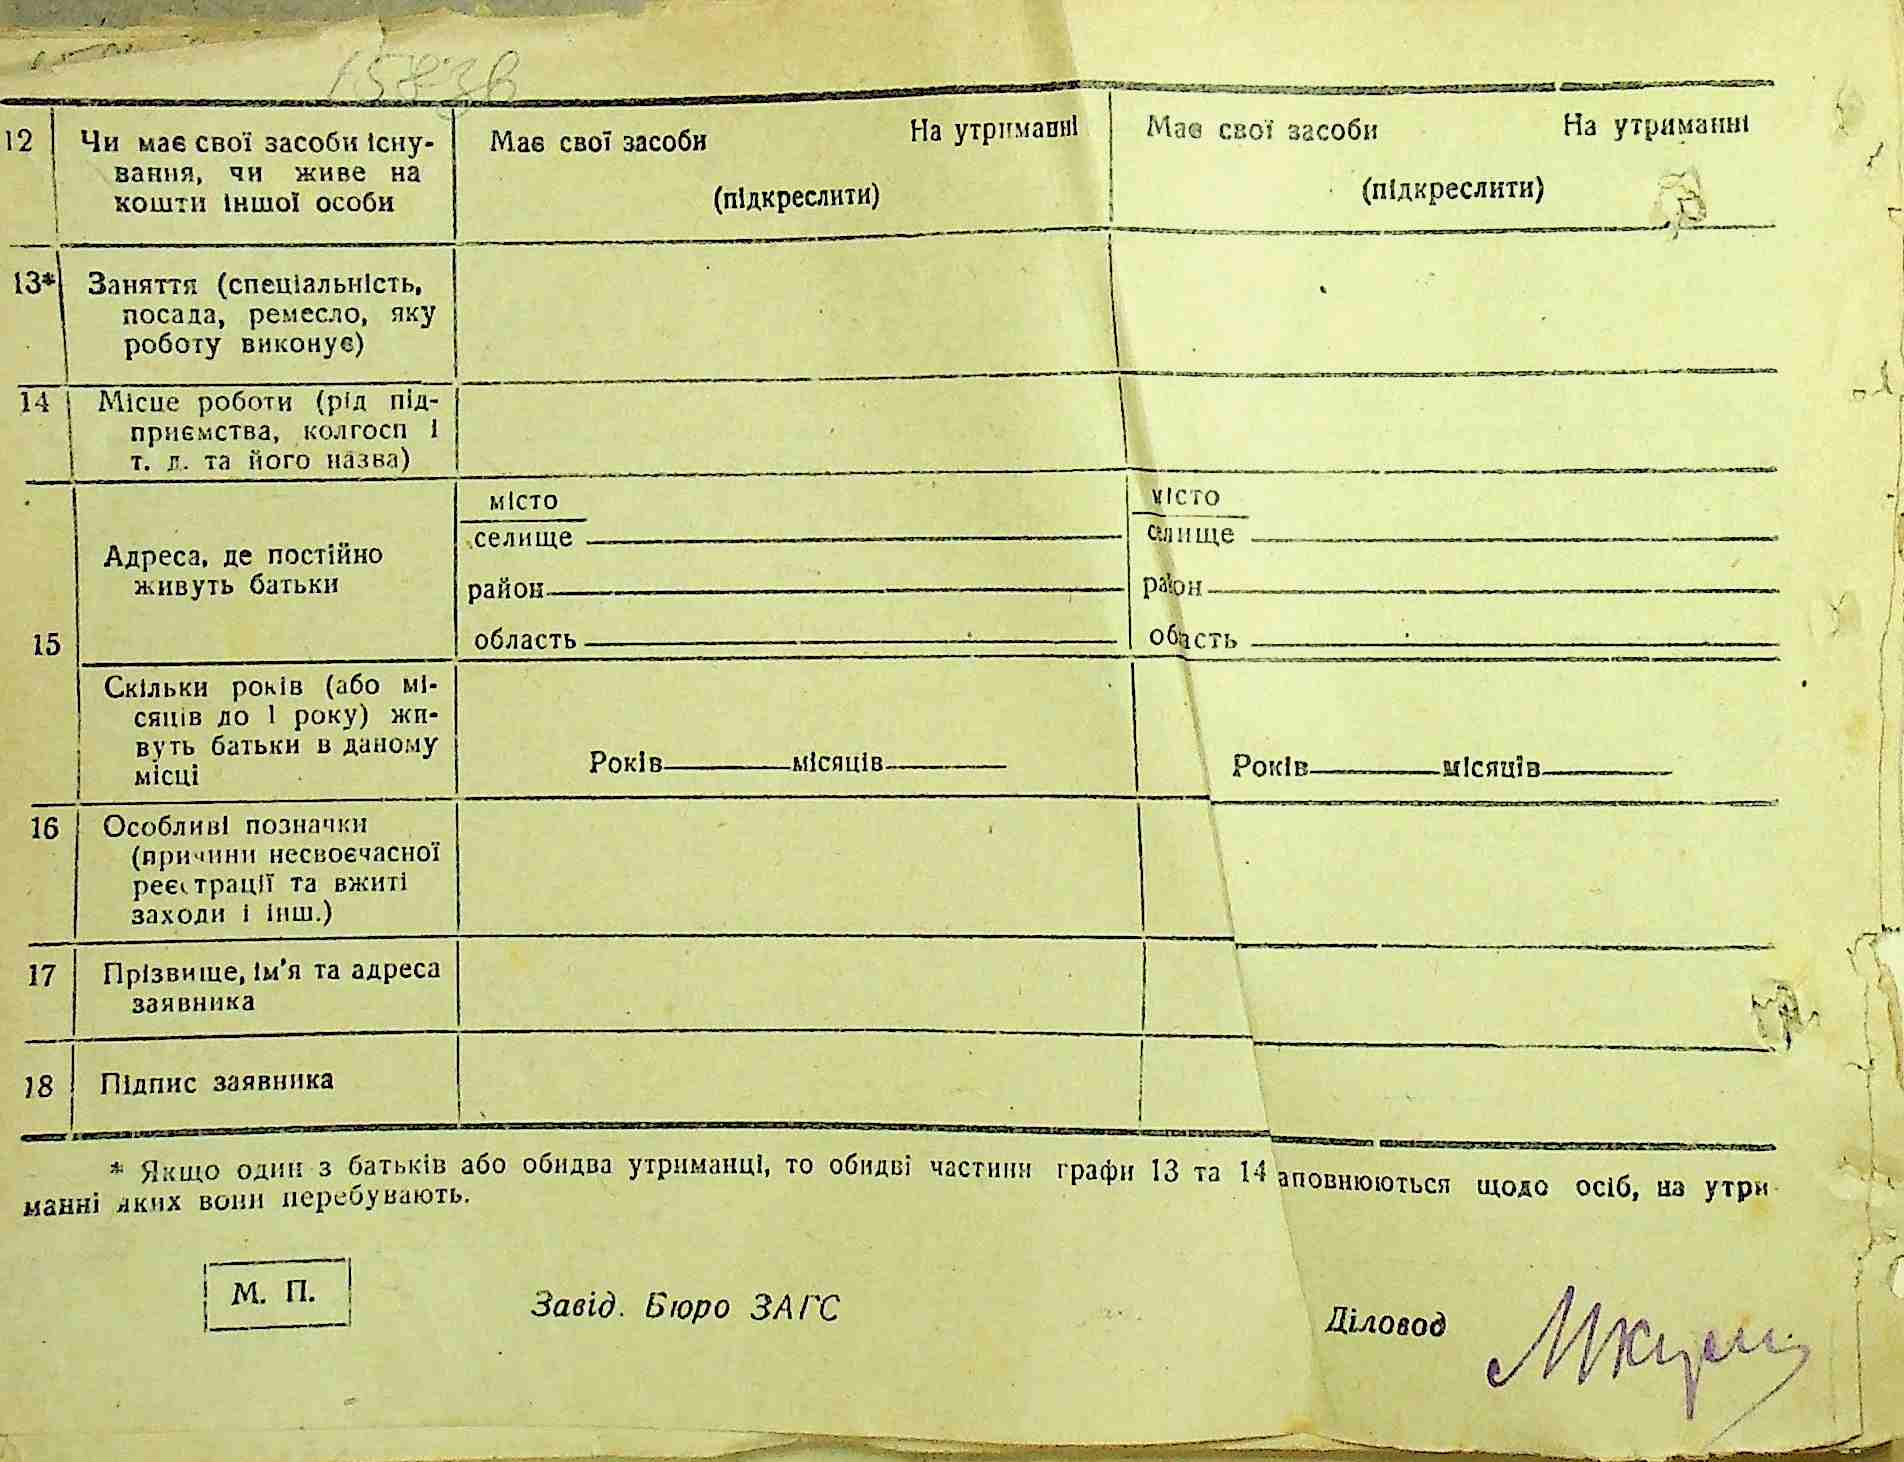 12 Чи має свої засоби існу- Має свої засоби На утриманні Має свої засоби На утриманні
вання, чи живе на (підкреслити) (підкреслити)
кошти іншої особи
13* Заняття (спеціальність,
посада, ремесло, яку
роботу виконує)
14 Місце роботи (рід під-
приємства, колгосп і
т. д. та його назва)
15 Адреса, де постійно
живуть батьки
місто
селище
район
область
місто
селище
район
область
Скільки років (або мі-
сяців до 1 року) жи-
вуть батьки в даному
місці
Років місяців Років місяців
16 Особливі позначки
(причини несвоєчасної
реєстрації та вжиті
заходи і інш.)
17 Прізвище, ім'я та адреса
заявника
18 Підпис заявника
* Якщо один з батьків або обидва утриманці, то обидві частини графи 13 та 14 аповнюються щодо осіб, на утри-
манні яких вони перебувають.
М. П. Завід. Бюро ЗАГС Діловод